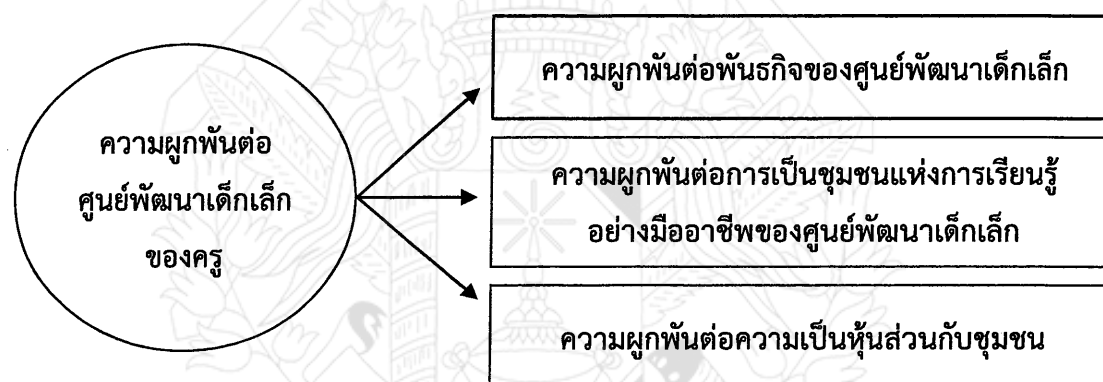 ความผูกพันต่อ
ศูนย์พัฒนาเด็กเล็ก
ของครู
ความผูกพันต่อพันธกิจของศูนย์พัฒนาเด็กเล็ก
ความผูกพันต่อการเป็นชุมชนแห่งการเรียนรู้
อย่างมืออาชีพของศูนย์พัฒนาเด็กเล็ก
ความผูกพันต่อความเป็นหุ้นส่วนกับชุมชน